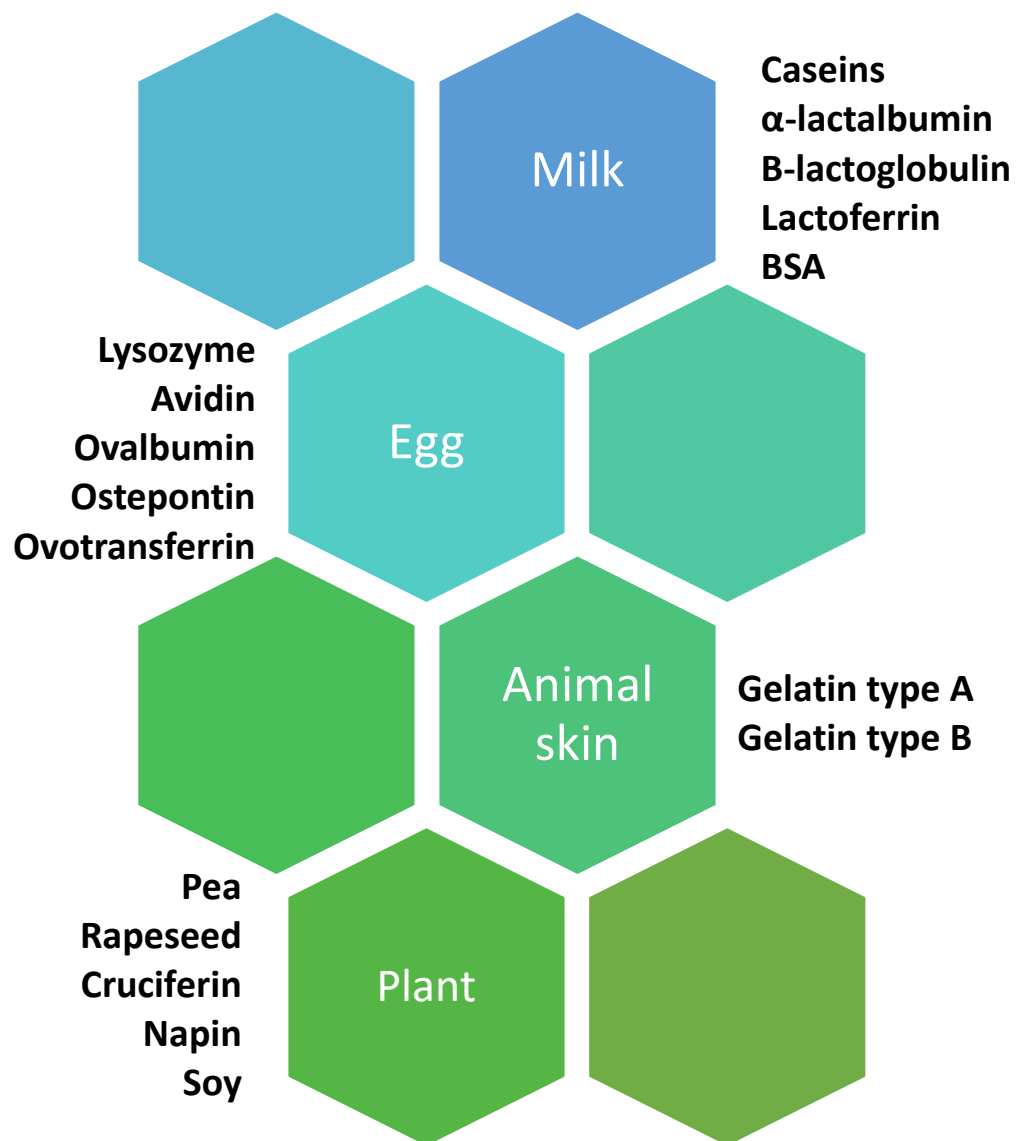 Milk
Caseins
α-lactalbumin
B-lactoglobulin
Lactoferrin
BSA
Egg
Lysozyme
Avidin
Ovalbumin
Ostepontin
Ovotransferrin
Animal
skin
Gelatin type A
Gelatin type B
Plant
Pea
Rapeseed
Cruciferin
Napin
Soy